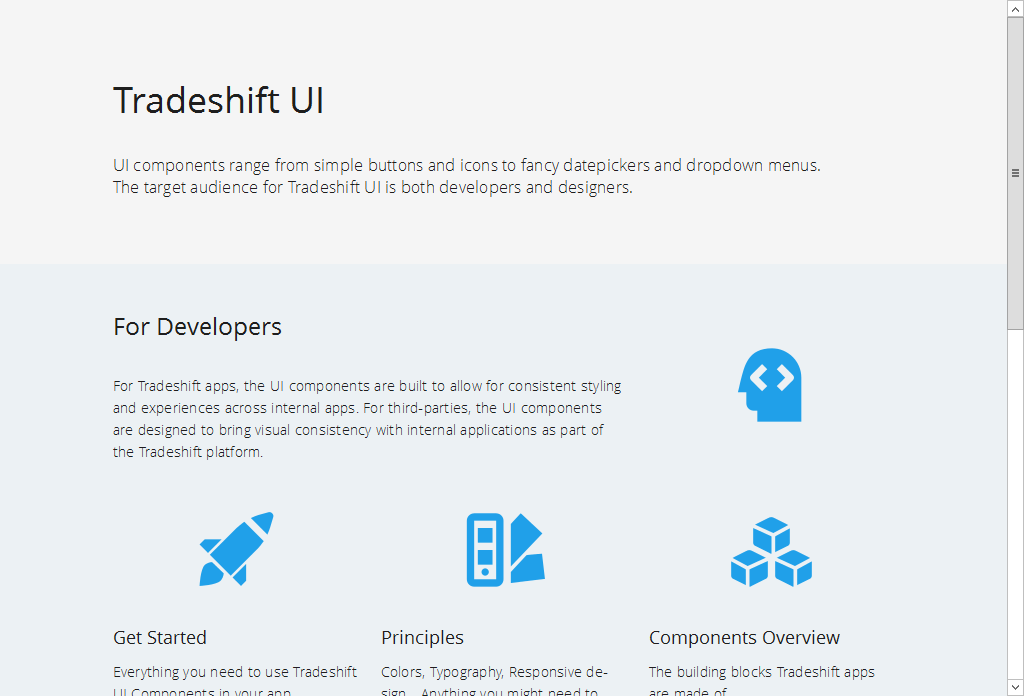 Tradeshift UI
UI components range from simple buttons and icons to fancy datepickers and dropdown menus.
The target audience for Tradeshift UI is both developers and designers.
For Developers
For Tradeshift apps, the UI components are built to allow for consistent styling
and experiences across internal apps. For third-parties, the UI components
are designed to bring visual consistency with internal applications as part of
the Tradeshift platform.
Get Started
Everything you need to use Tradeshift
UI Components in your app.
Principles
Colors, Typography, Responsive de-
sign... Anything you might need to
Components Overview
The building blocks Tradeshift apps
are made of.